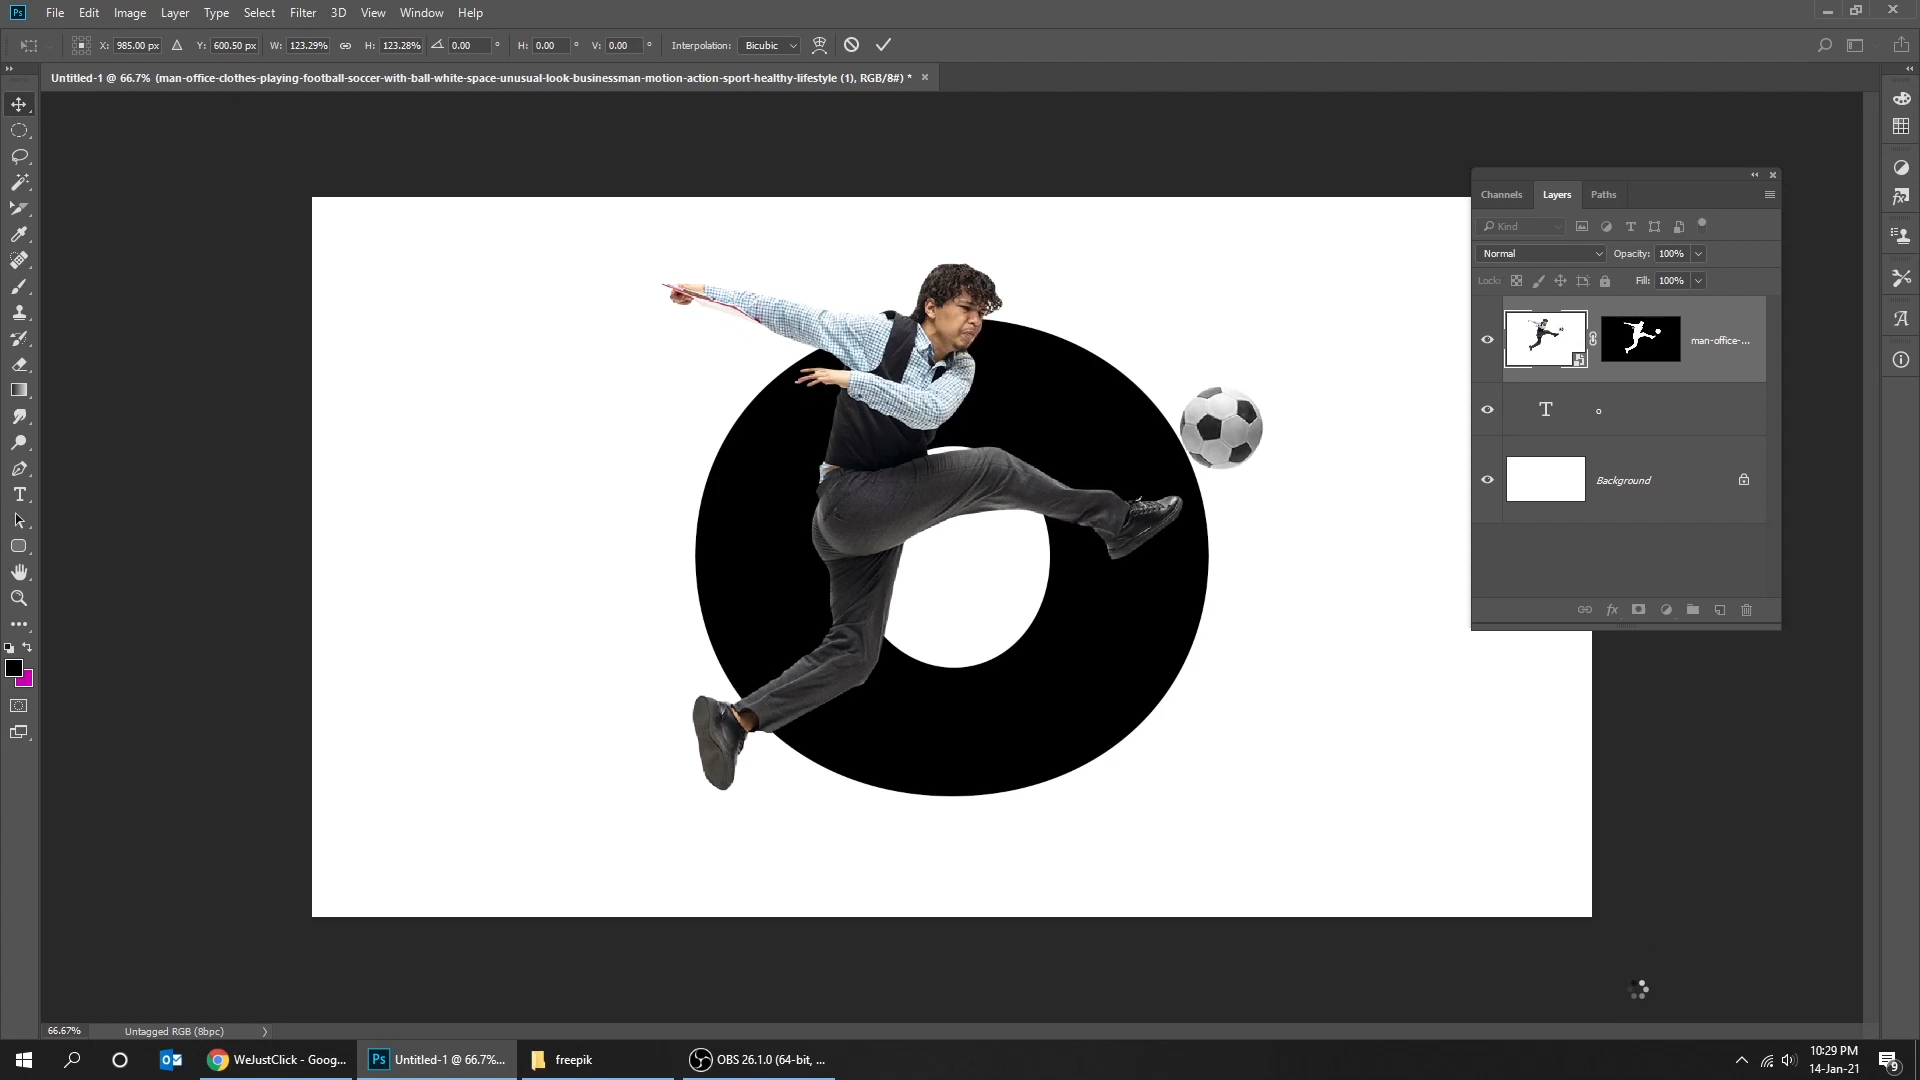 Ps File Edit Image Layer Type Select Filter 3D View Window Help
X: 985.00 px Y: 600.50 px W: 123.29% H: 123.28% 0.00 ° H: 0.00 ° V: 0.00 ° Interpolation: Bicubic
Untitled-1 @ 66.7% (man-office-clothes-playing-football-soccer-with-ball-white-space-unusual-look-businessman-motion-action-sport-healthy-lifestyle (1), RGB/8#) *
Channels Layers Paths
Kind
Normal Opacity: 100%
Lock: Fill: 100%
man-office-...
o
Background
o
66.67% Untagged RGB (8bpc)
WeJustClick - Goog... Ps Untitled-1 @ 66.7%... freepik OBS 26.1.0 (64-bit, ...
10:29 PM
14-Jan-21
9